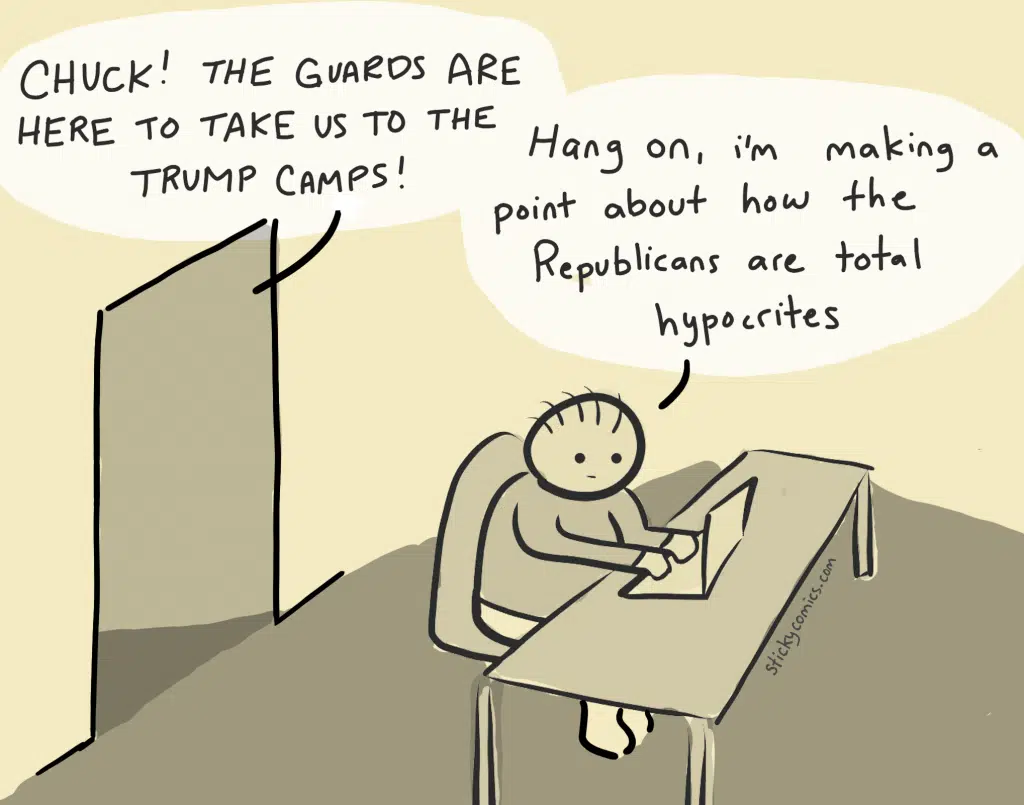 CHUCK! THE GUARDS ARE
HERE TO TAKE US TO THE
TRUMP CAMPS!
Hang on, i'm making a
point about how the
Republicans are total
hypocrites
stickycomics.com